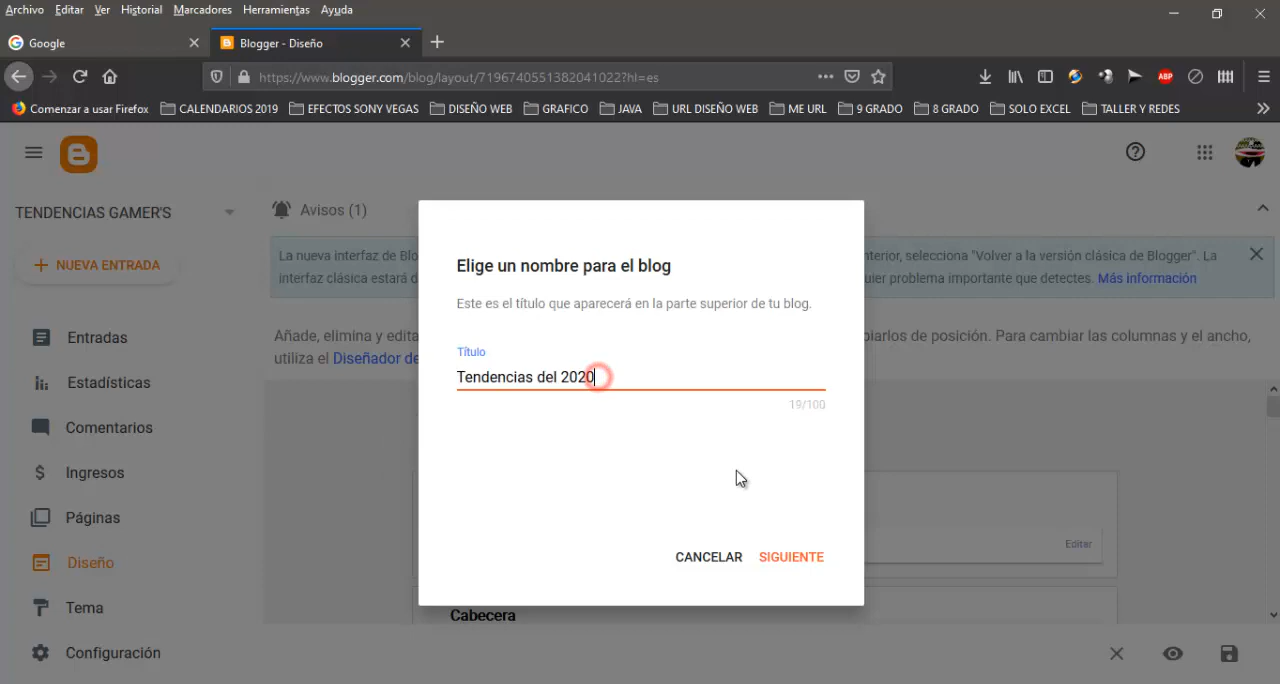 Archivo Editar Ver Historial Marcadores Herramientas Ayuda
Google
Blogger - Diseño
https://www.blogger.com/blog/layout/7196740551382041022?hl=es
ABP
Comenzar a usar Firefox CALENDARIOS 2019 EFECTOS SONY VEGAS DISEÑO WEB GRAFICO JAVA URL DISEÑO WEB ME URL 9 GRADO 8 GRADO SOLO EXCEL TALLER Y REDES
TENDENCIAS GAMER'S
Avisos (1)
NUEVA ENTRADA
La nueva interfaz de Blo
terior, selecciona "Volver a la versión clásica de Blogger". La
interfaz clásica estará d
uier problema importante que detectes. Más información
Añade, elimina y edita
biarlos de posición. Para cambiar las columnas y el ancho,
utiliza el Diseñador de
Entradas
Estadísticas
Comentarios
Ingresos
Páginas
Diseño
Tema
Configuración
Elige un nombre para el blog
Este es el título que aparecerá en la parte superior de tu blog.
Título
Tendencias del 2020
19/100
CANCELAR SIGUIENTE
Editar
Cabecera